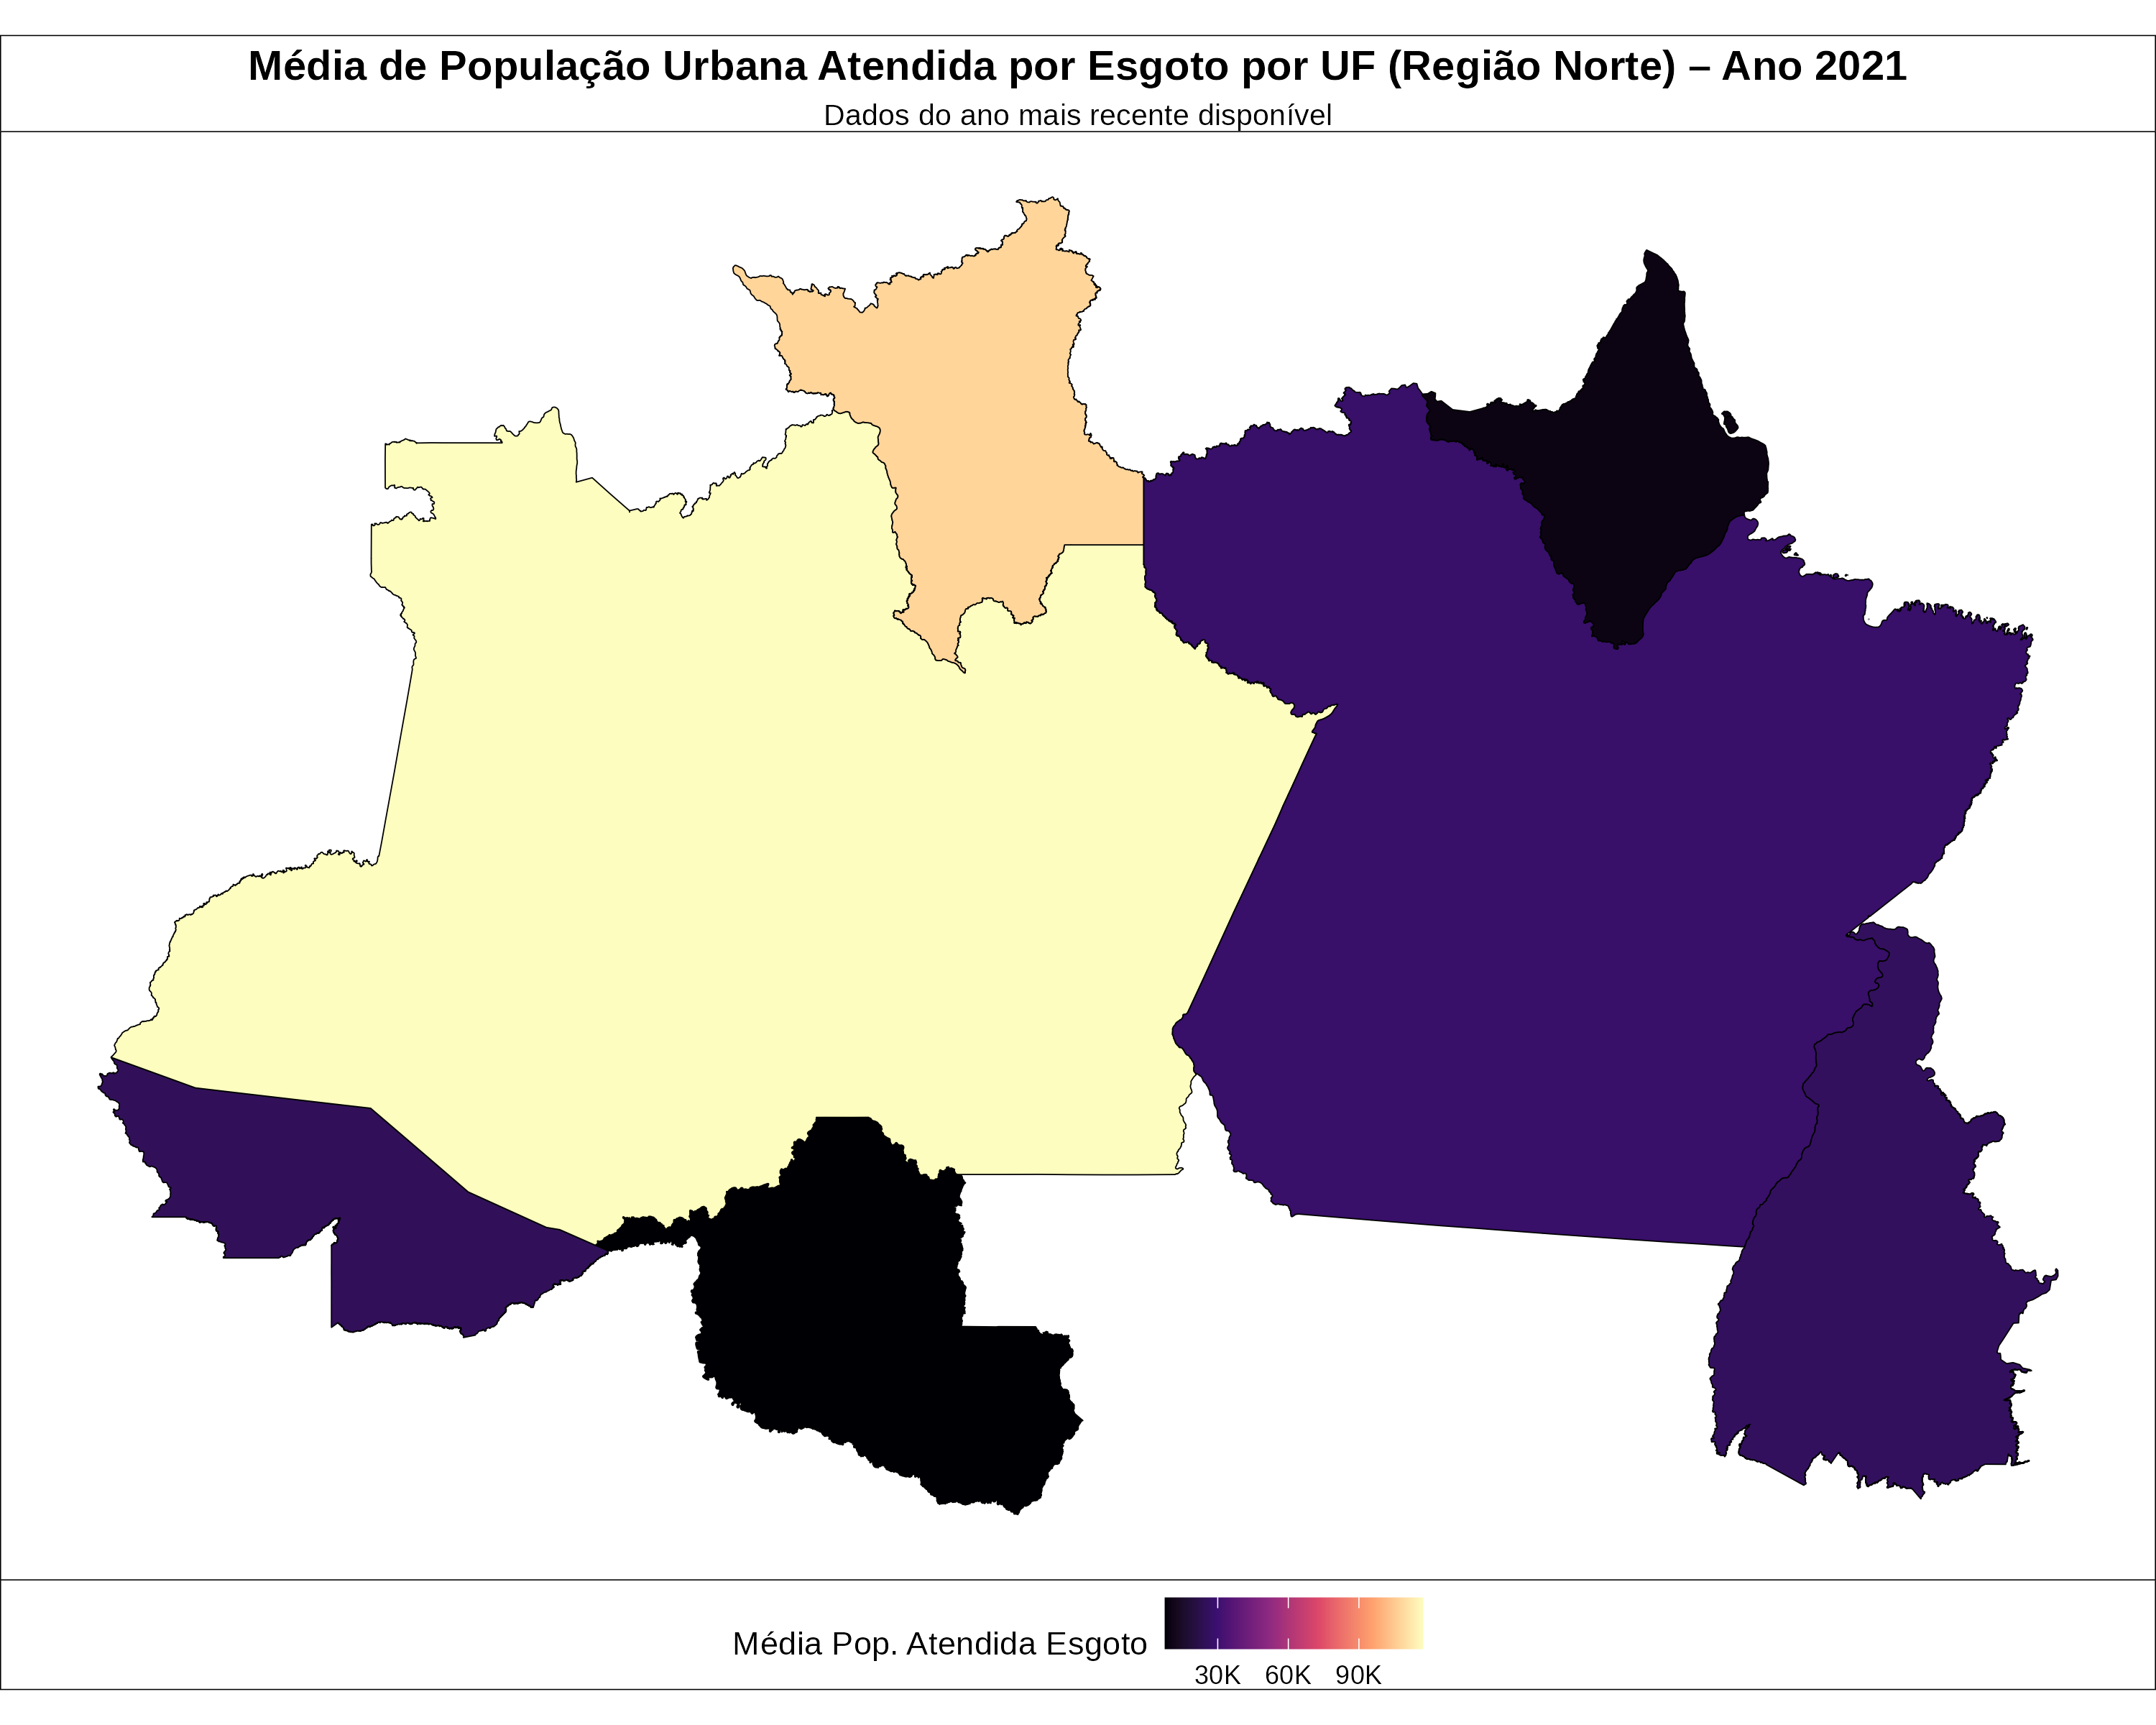 Média de População Urbana Atendida por Esgoto por UF (Região Norte) – Ano 2021
Dados do ano mais recente disponível
Média Pop. Atendida Esgoto
30K 60K 90K